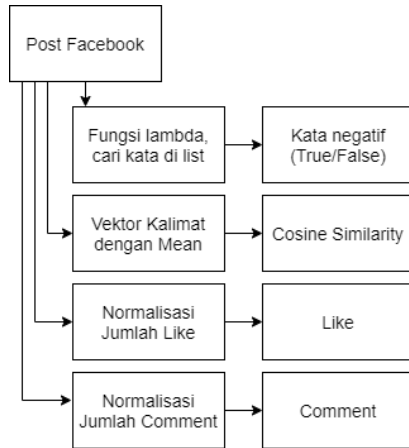 Post Facebook
Fungsi lambda,
cari kata di list
Kata negatif
(True/False)
Vektor Kalimat
dengan Mean
Cosine Similarity
Normalisasi
Jumlah Like
Like
Normalisasi
Jumlah Comment
Comment